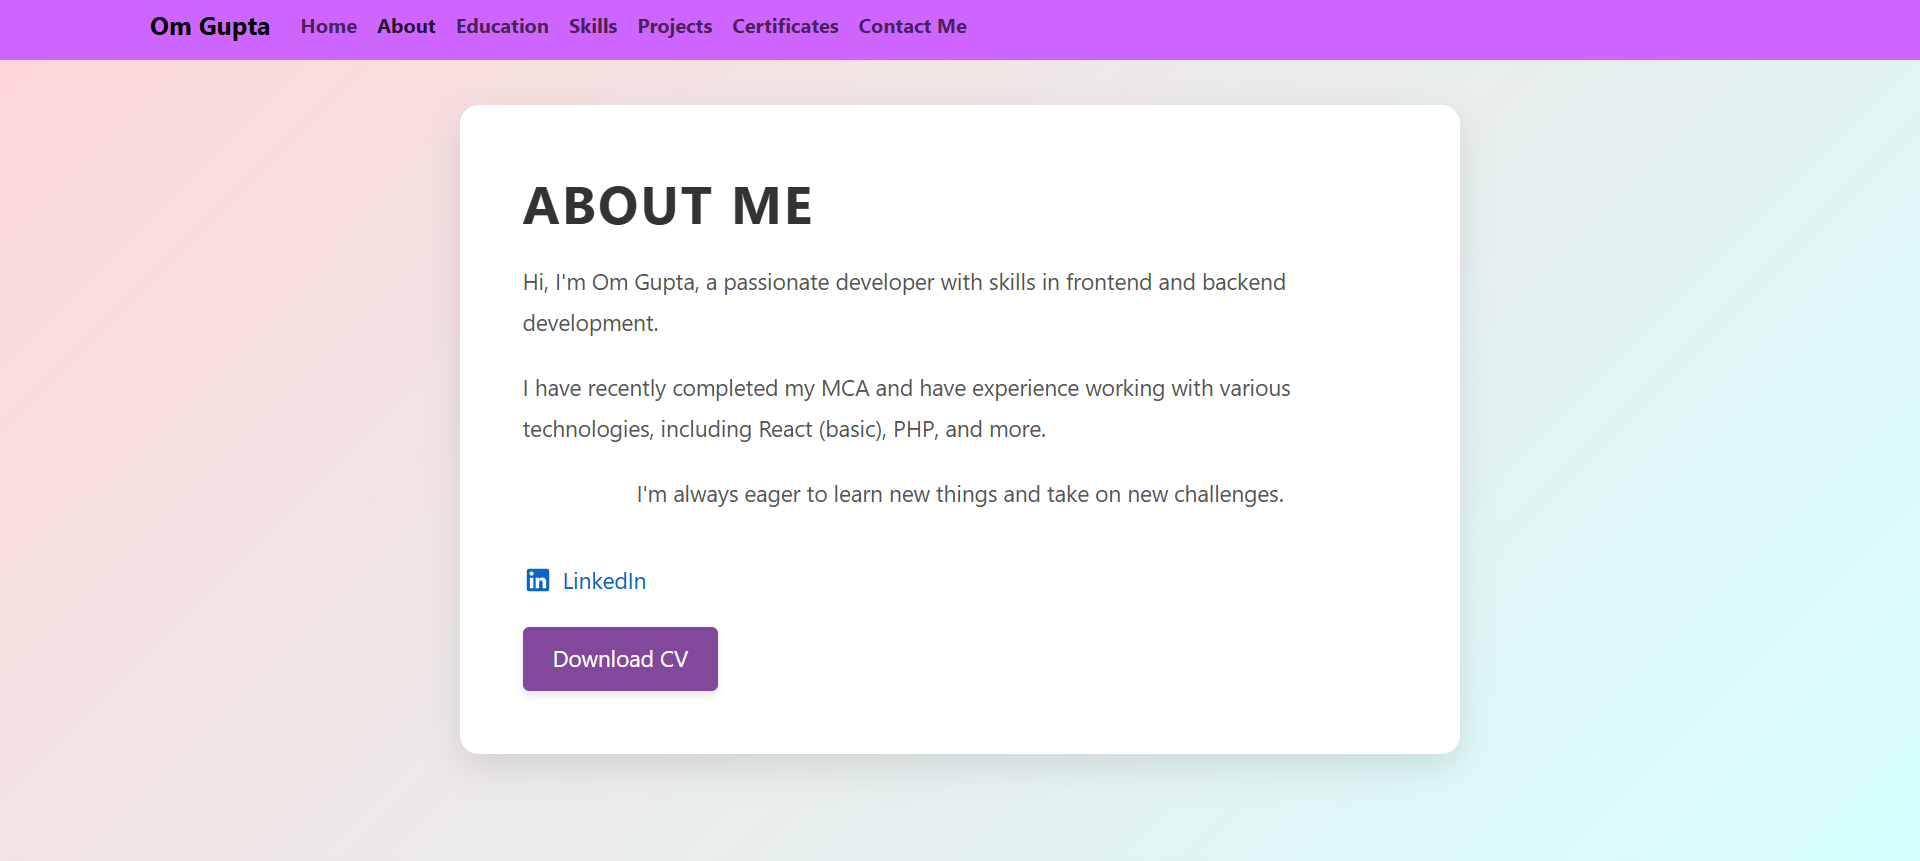 Om Gupta Home About Education Skills Projects Certificates Contact Me
ABOUT ME
Hi, I'm Om Gupta, a passionate developer with skills in frontend and backend
development.
I have recently completed my MCA and have experience working with various
technologies, including React (basic), PHP, and more.
I'm always eager to learn new things and take on new challenges.
in LinkedIn
Download CV